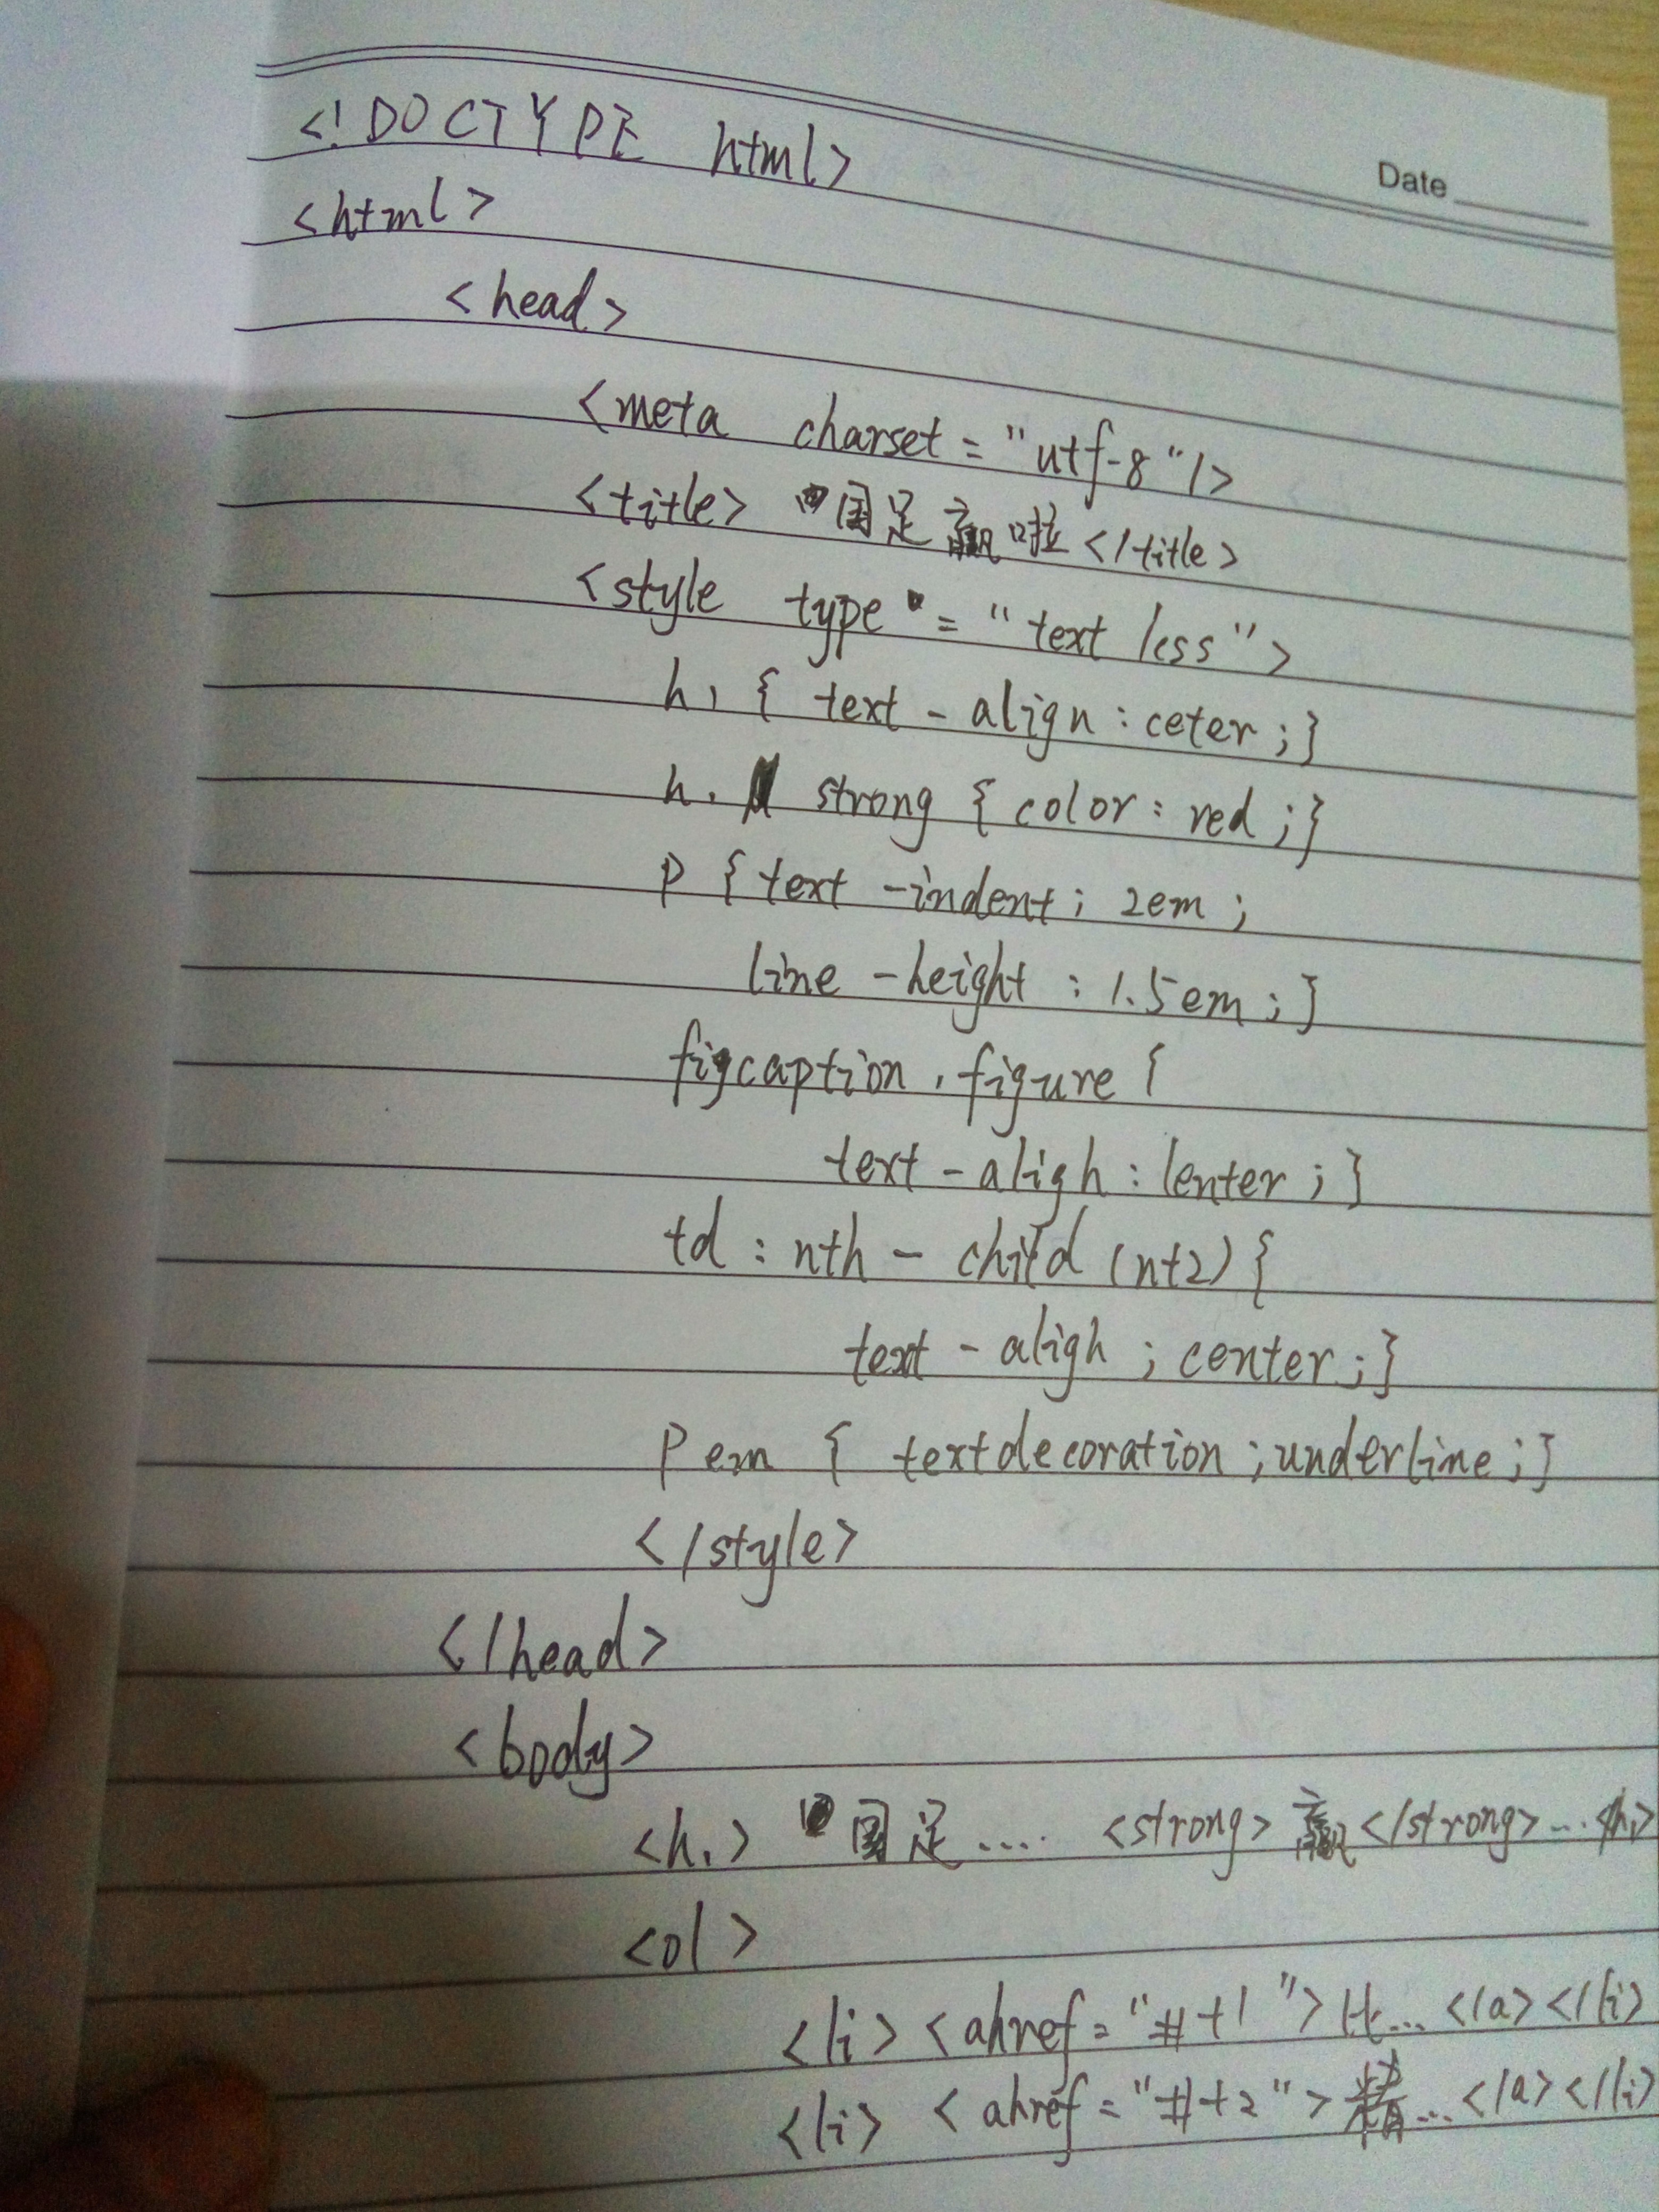 Date
<!DOCTYPE html>
<html>
<head>
<meta charset="utf-8"/>
<title> 国足赢啦</title>
<style type="text/css">
h1 { text-align:ceter;}
h1 strong { color:red;}
p { text-indent; 2em;
line-height:1.5em;}
figcaption, figure {
text-aligh:center;}
td:nth-child(n+2){
text-aligh;center;}
p em { textdecoration;underline;}
</style>
</head>
<body>
<h1> 国足.... <strong>赢</strong>...</h1>
<ol>
<li><ahref="#t1">比...</a></li>
<li> <ahref="#t2">精...</a></li>